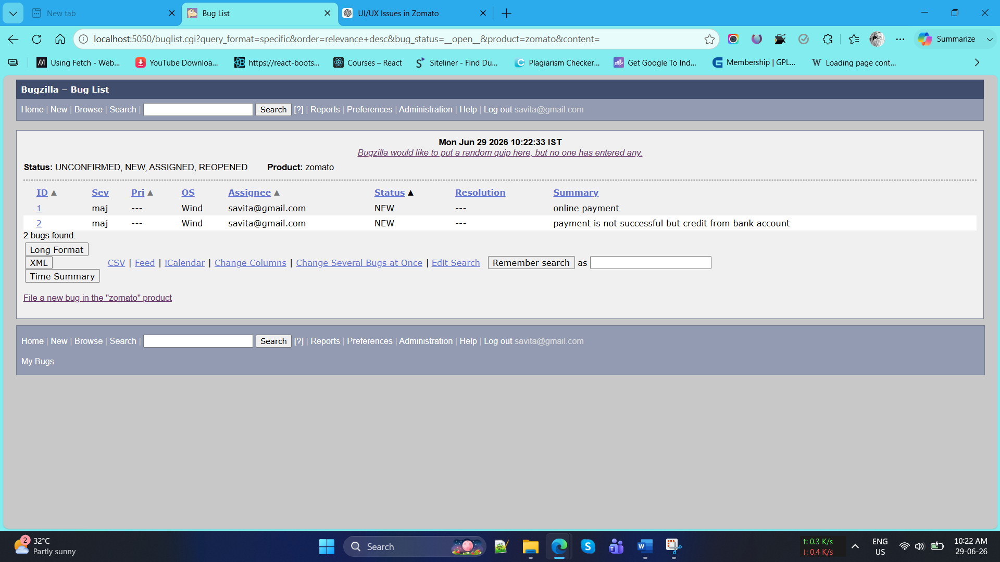 New tab
Bug List
UI/UX Issues in Zomato
localhost:5050/buglist.cgi?query_format=specific&order=relevance+desc&bug_status=__open__&product=zomato&content=
Summarize
Using Fetch - Web...
YouTube Downloa...
https://react-boots...
Courses – React
Siteliner - Find Du...
Plagiarism Checker...
Get Google To Ind...
Membership | GPL...
Loading page cont...
Bugzilla – Bug List
Home | New | Browse | Search | Search [?] | Reports | Preferences | Administration | Help | Log out savita@gmail.com
Mon Jun 29 2026 10:22:33 IST
Bugzilla would like to put a random quip here, but no one has entered any.
Status: UNCONFIRMED, NEW, ASSIGNED, REOPENED Product: zomato
ID ▲ Sev Pri ▲ OS Assignee ▲ Status ▲ Resolution Summary
1 maj --- Wind savita@gmail.com NEW --- online payment
2 maj --- Wind savita@gmail.com NEW --- payment is not successful but credit from bank account
2 bugs found.
Long Format
XML
Time Summary
CSV | Feed | iCalendar | Change Columns | Change Several Bugs at Once | Edit Search Remember search as
File a new bug in the "zomato" product
Home | New | Browse | Search | Search [?] | Reports | Preferences | Administration | Help | Log out savita@gmail.com
My Bugs
2
32°C
Partly sunny
Search
↑: 0.3 K/s
↓: 0.4 K/s
ENG
US
10:22 AM
29-06-26